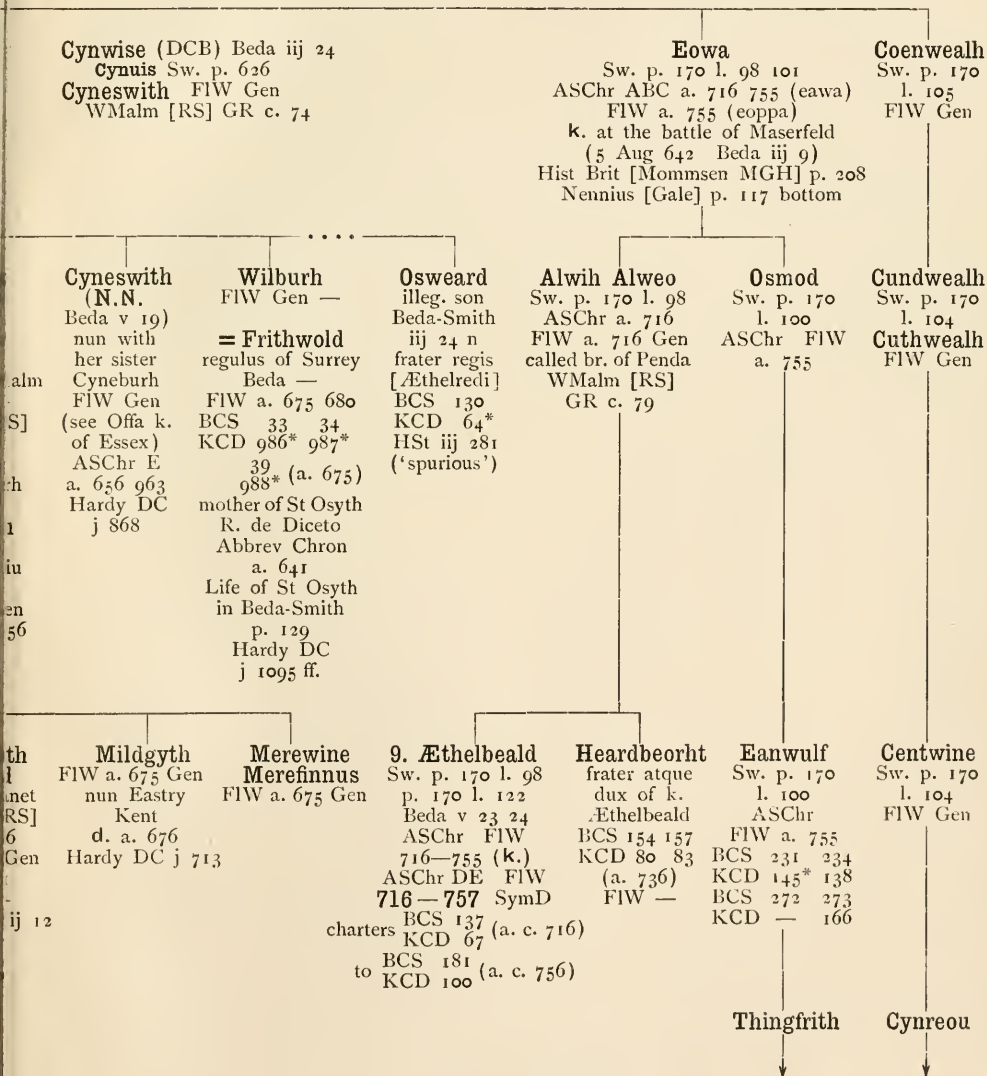 Cynwise (DCB) Beda iij 24
Cynuis Sw. p. 626
Cyneswith FlW Gen
WMalm [RS] GR c. 74
Eowa
Sw. p. 170 l. 98 101
ASChr ABC a. 716 755 (eawa)
FlW a. 755 (eoppa)
k. at the battle of Maserfeld
(5 Aug 642 Beda iij 9)
Hist Brit [Mommsen MGH] p. 208
Nennius [Gale] p. 117 bottom
Coenwealh
Sw. p. 170
l. 105
FlW Gen
alm
S]
:h
l
iu
en
56
Cyneswith
(N.N.
Beda v 19)
nun with
her sister
Cyneburh
FlW Gen
(see Offa k.
of Essex)
ASChr E
a. 656 963
Hardy DC
j 868
Wilburh
FlW Gen —
= Frithwold
regulus of Surrey
Beda —
FlW a. 675 680
BCS 33 34
KCD 986* 987*
39
988* (a. 675)
mother of St Osyth
R. de Diceto
Abbrev Chron
a. 641
Life of St Osyth
in Beda-Smith
p. 129
Hardy DC
j 1095 ff.
....
Osweard
illeg. son
Beda-Smith
iij 24 n
frater regis
[Æthelredi]
BCS 130
KCD 64*
HSt iij 281
('spurious')
Alwih Alweo
Sw. p. 170 l. 98
ASChr a. 716
FlW a. 716 Gen
called br. of Penda
WMalm [RS]
GR c. 79
Osmod
Sw. p. 170
l. 100
ASChr FlW
a. 755
Cundwealh
Sw. p. 170
l. 104
Cuthwealh
FlW Gen
th
l
net
RS]
6
Gen
ij 12
Mildgyth
FlW a. 675 Gen
nun Eastry
Kent
d. a. 676
Hardy DC j 713
Merewine
Merefinnus
FlW a. 675 Gen
9. Æthelbeald
Sw. p. 170 l. 98
p. 170 l. 122
Beda v 23 24
ASChr FlW
716—755 (k.)
ASChr DE FlW
716—757 SymD
charters BCS 137
KCD 67 (a. c. 716)
to BCS 181
KCD 100 (a. c. 756)
Heardbeorht
frater atque
dux of k.
Æthelbeald
BCS 154 157
KCD 80 83
(a. 736)
FlW —
Eanwulf
Sw. p. 170
l. 100
ASChr
FlW a. 755
BCS 231 234
KCD 145* 138
BCS 272 273
KCD — 166
Centwine
Sw. p. 170
l. 104
FlW Gen
Thingfrith
Cynreou